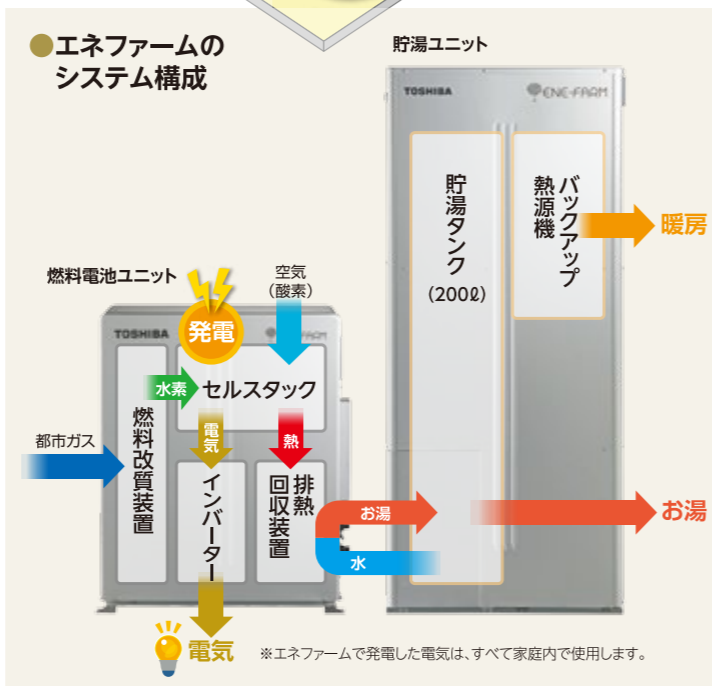 ●エネファームの
システム構成
貯湯ユニット
TOSHIBA
ENE-FARM
貯湯タンク
(200ℓ)
バックアップ
熱源機
暖房
燃料電池ユニット
空気
(酸素)
TOSHIBA
発電
水素
セルスタック
都市ガス
燃料改質装置
電気
熱
インバーター
排熱
回収装置
お湯
水
お湯
電気
※エネファームで発電した電気は、すべて家庭内で使用します。